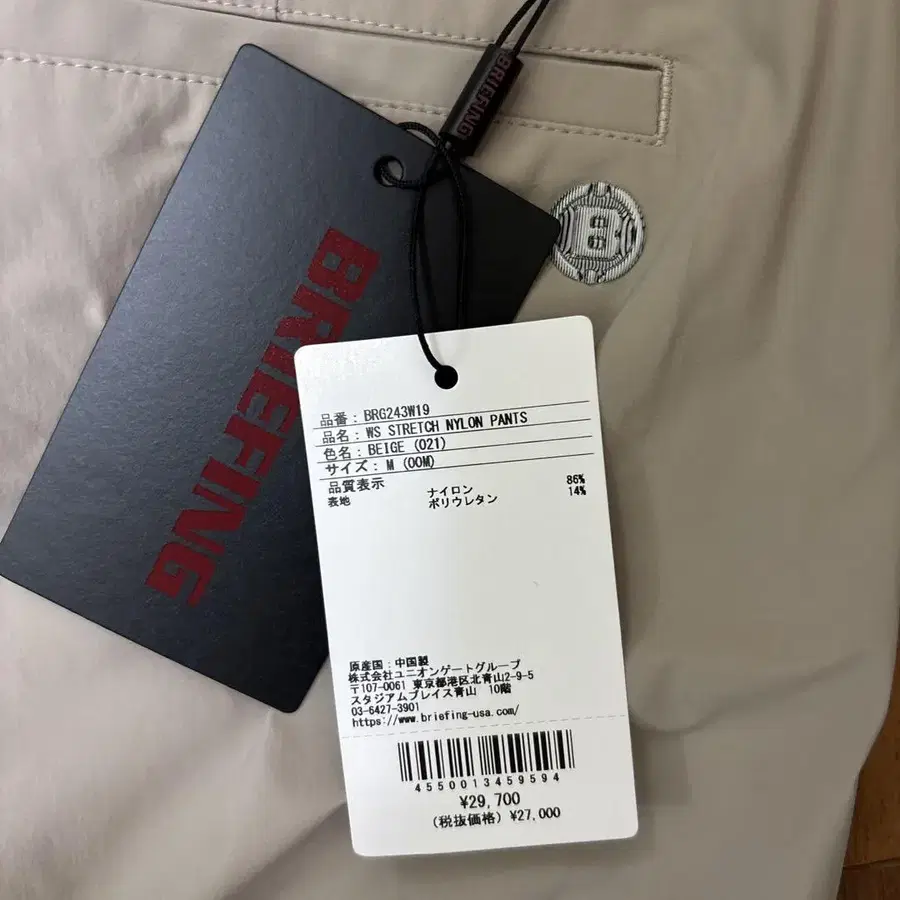 BRIEFING
B
BRIEFING
品番 : BRG243W19
品名 : WS STRETCH NYLON PANTS
色名 : BEIGE (021)
サイズ : M (00M)
品質表示
表地 ナイロン 86%
ポリウレタン 14%
原産国 : 中国製
株式会社ユニオンゲートグループ
〒107-0061 東京都港区北青山2-9-5
スタジアムプレイス青山 10階
03-6427-3901
https://www.briefing-usa.com/
4550013459594
¥29,700
(税抜価格) ¥27,000